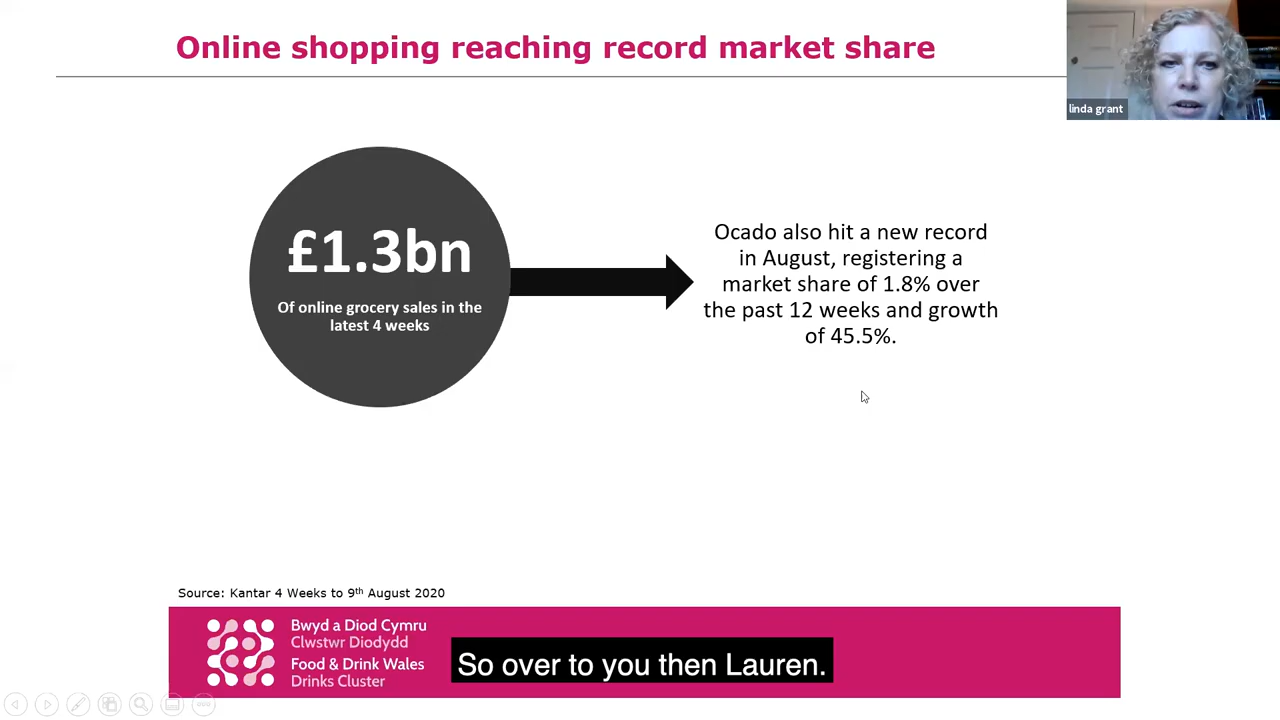 Online shopping reaching record market share
linda grant
£1.3bn
Of online grocery sales in the
latest 4 weeks
Ocado also hit a new record
in August, registering a
market share of 1.8% over
the past 12 weeks and growth
of 45.5%.
Source: Kantar 4 Weeks to 9th August 2020
Bwyd a Diod Cymru
Clwstwr Diodydd
Food & Drink Wales
Drinks Cluster
So over to you then Lauren.